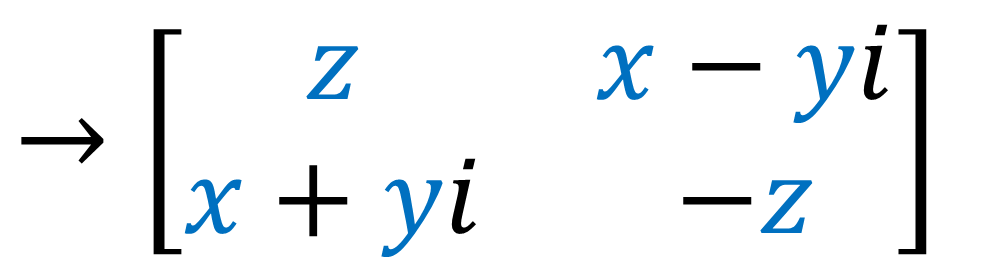 → [ z x − yi
x + yi −z ]